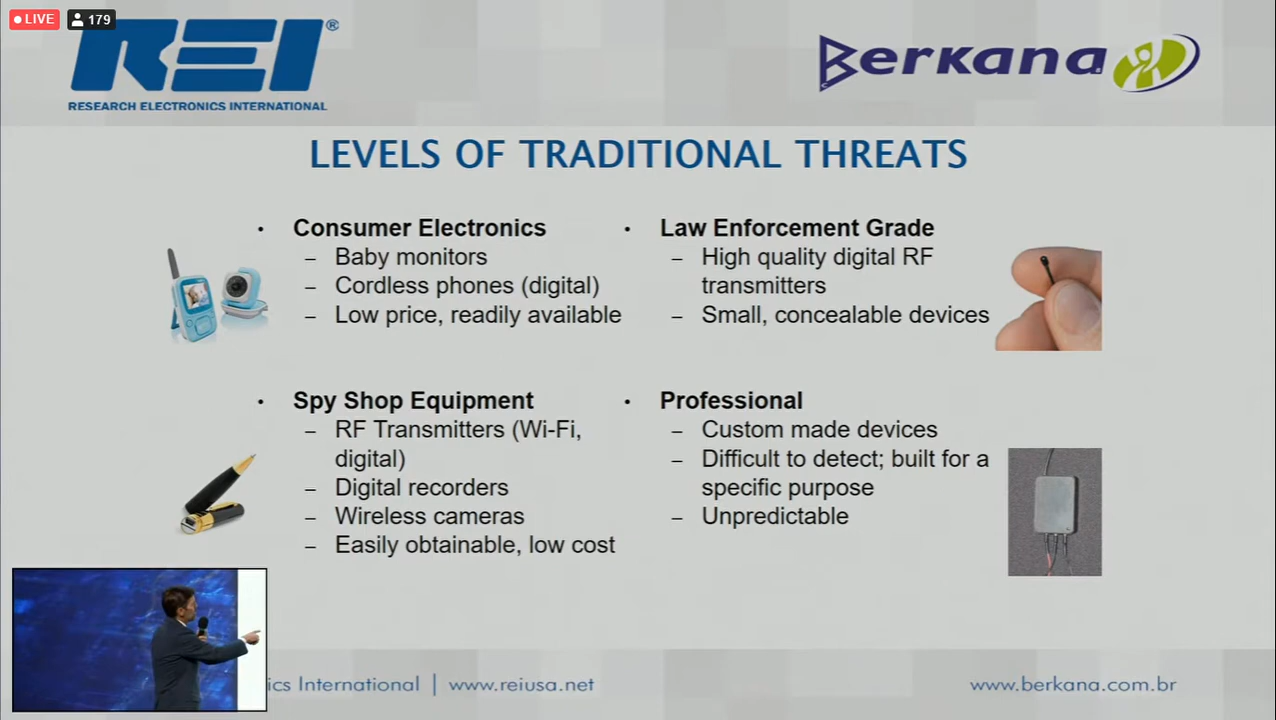 LIVE
179
REI®
RESEARCH ELECTRONICS INTERNATIONAL
Berkana®
LEVELS OF TRADITIONAL THREATS
• Consumer Electronics
– Baby monitors
– Cordless phones (digital)
– Low price, readily available
• Spy Shop Equipment
– RF Transmitters (Wi-Fi,
digital)
– Digital recorders
– Wireless cameras
– Easily obtainable, low cost
• Law Enforcement Grade
– High quality digital RF
transmitters
– Small, concealable devices
• Professional
– Custom made devices
– Difficult to detect; built for a
specific purpose
– Unpredictable
ics International | www.reiusa.net
www.berkana.com.br